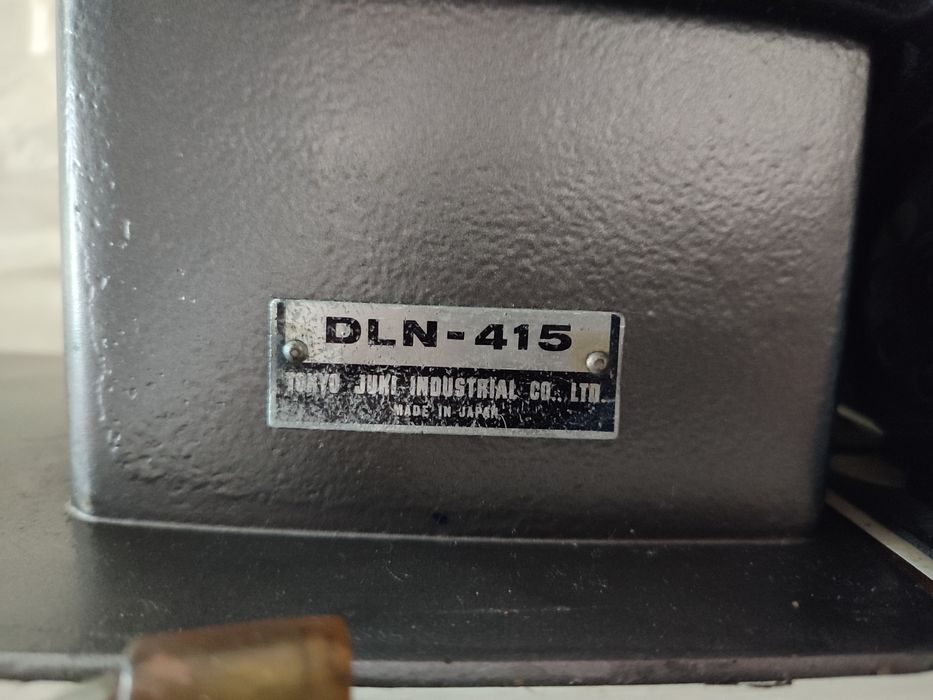 DLN-415
TOKYO JUKI INDUSTRIAL CO., LTD.
MADE IN JAPAN